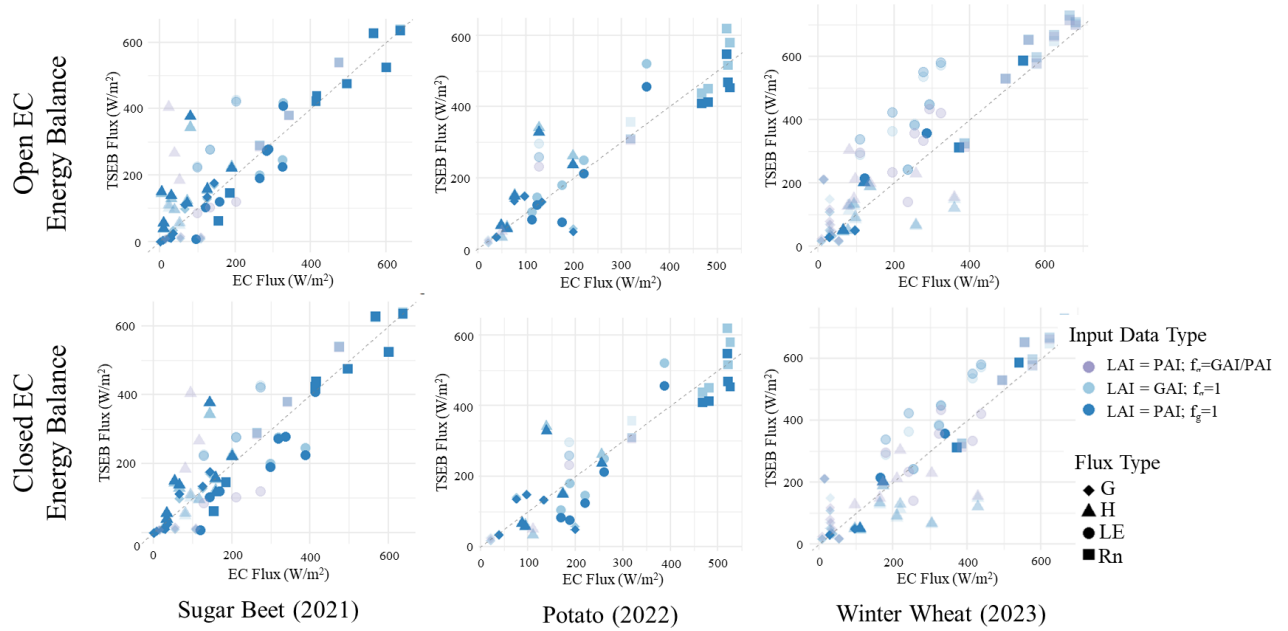 Open EC
Energy Balance
TSEB Flux (W/m²)
600
400
200
0
0 200 400 600
EC Flux (W/m²)
TSEB Flux (W/m²)
600
400
200
0
0 100 200 300 400 500
EC Flux (W/m²)
TSEB Flux (W/m²)
600
400
200
0
0 200 400 600
EC Flux (W/m²)
Closed EC
Energy Balance
TSEB Flux (W/m²)
600
400
200
0
0 200 400 600
EC Flux (W/m²)
TSEB Flux (W/m²)
600
400
200
0
0 100 200 300 400 500
EC Flux (W/m²)
TSEB Flux (W/m²)
600
400
200
0
0 200 400 600
EC Flux (W/m²)
Input Data Type
LAI = PAI; f =GAI/PAI
LAI = GAI; f =1
LAI = PAI; fg=1
Flux Type
G
H
LE
Rn
Sugar Beet (2021)
Potato (2022)
Winter Wheat (2023)